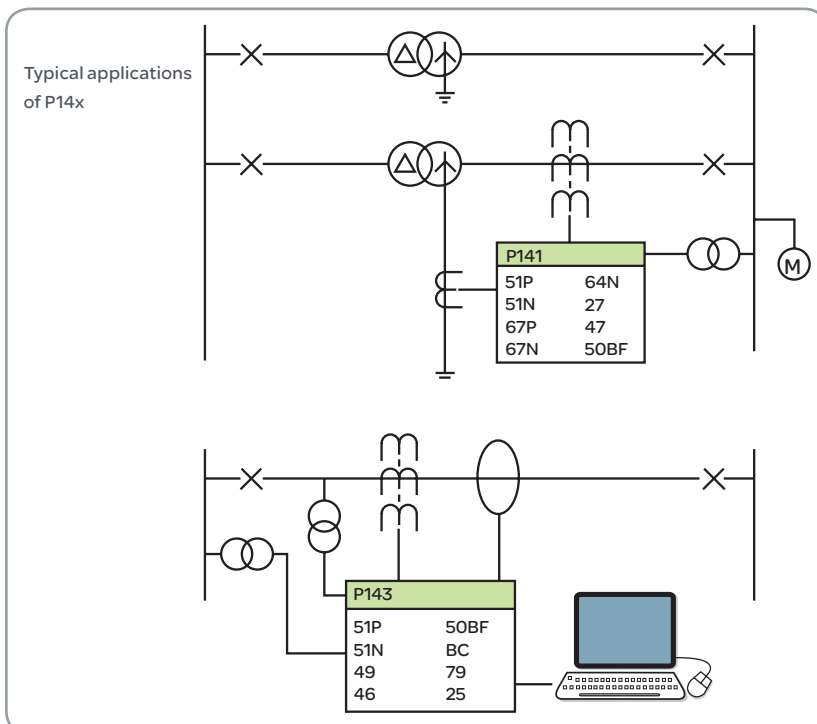 Typical applications
of P14x
P141
51P 64N
51N 27
67P 47
67N 50BF
M
P143
51P 50BF
51N BC
49 79
46 25